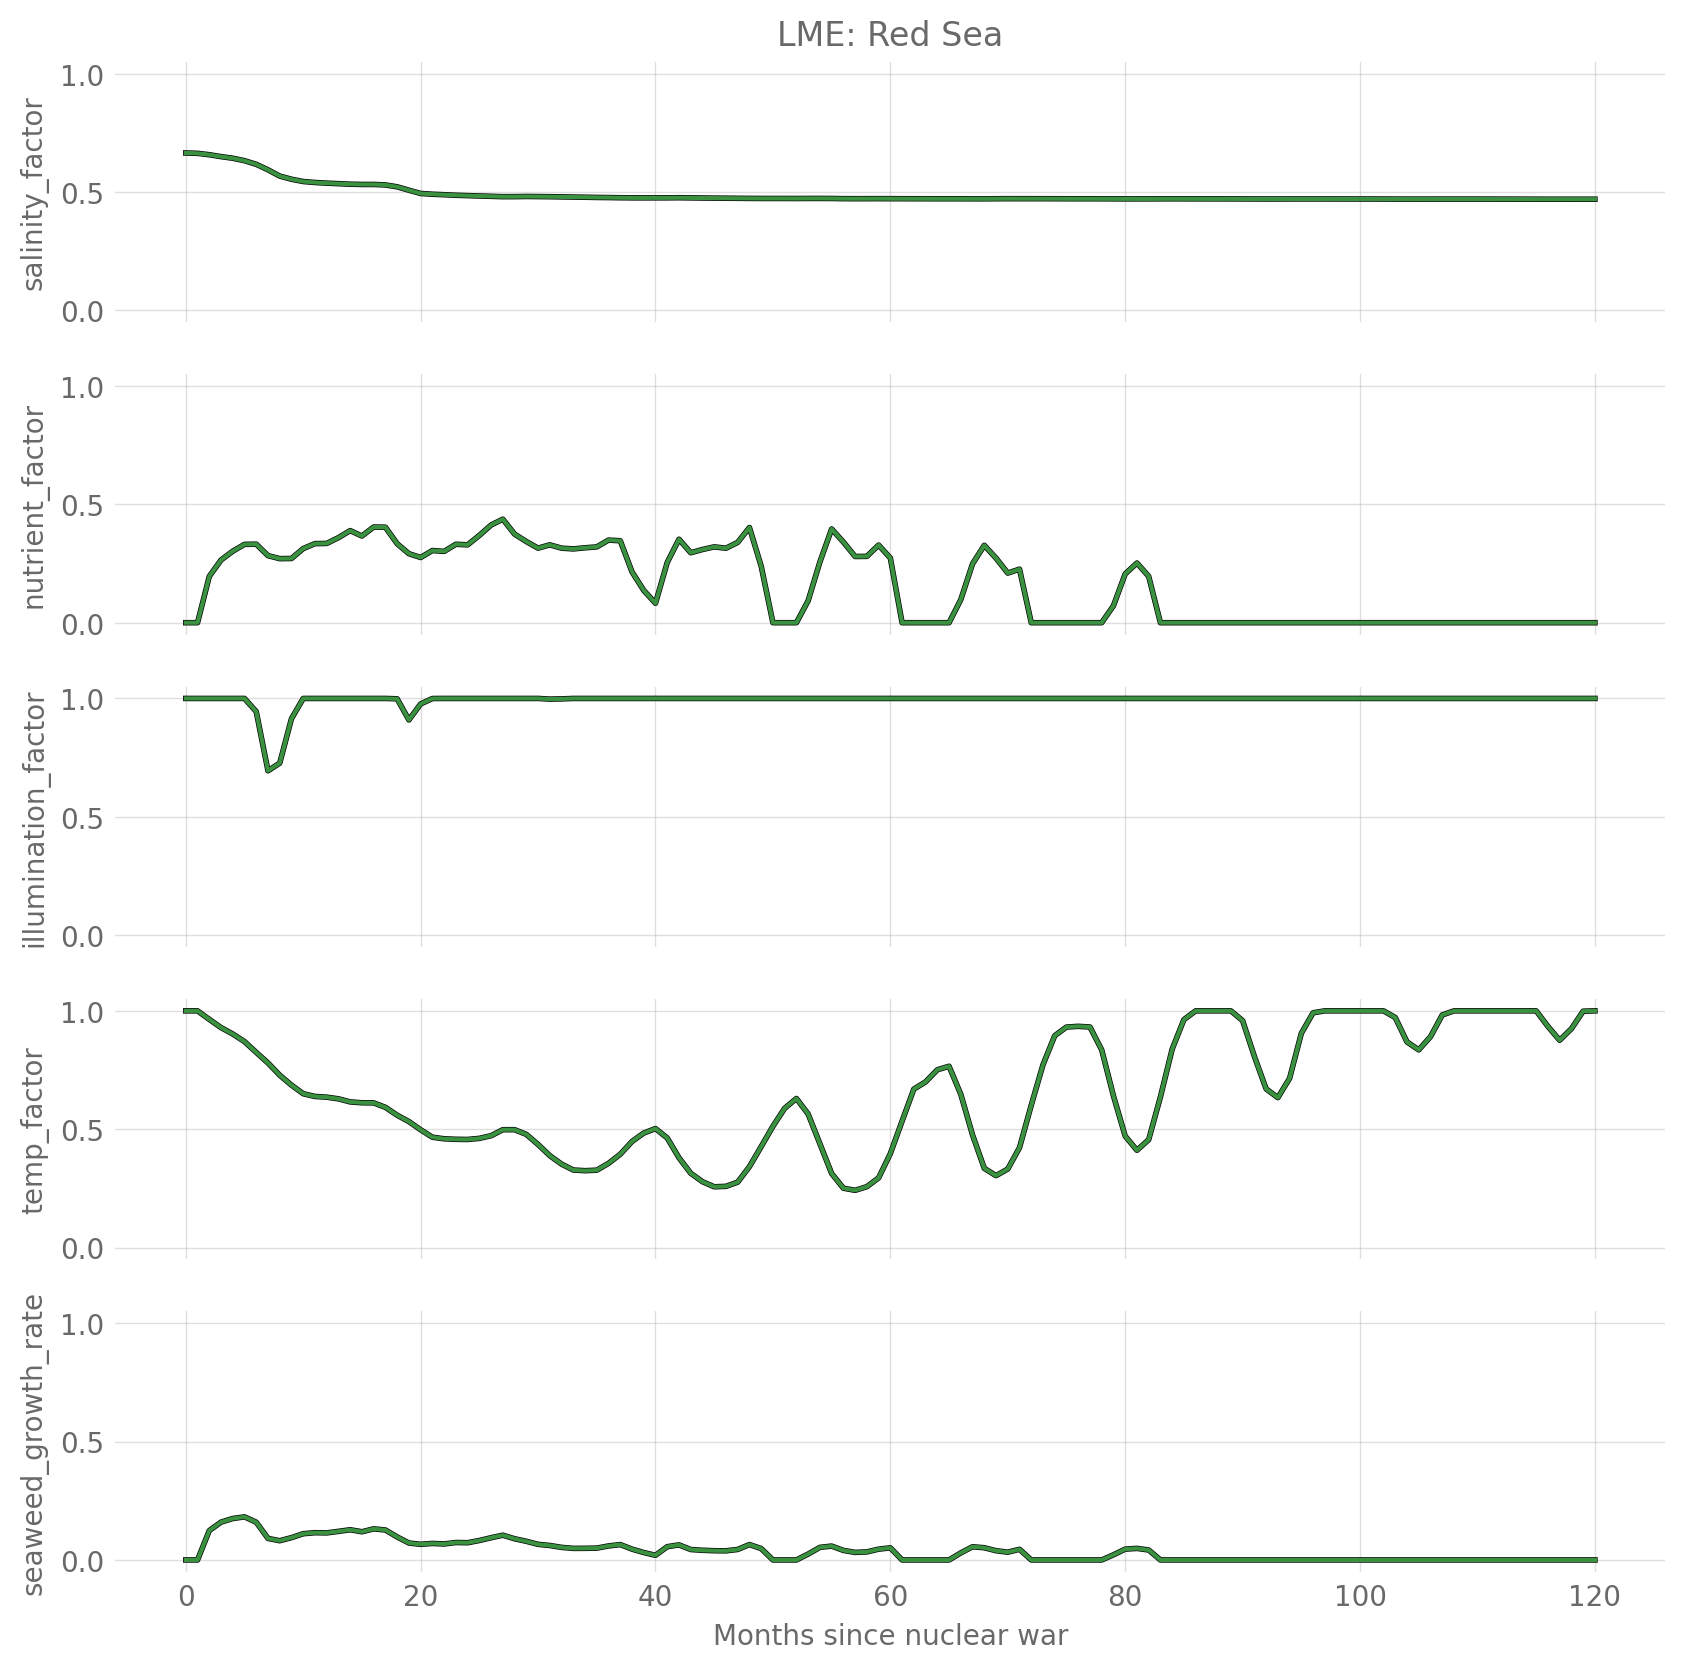 LME: Red Sea
salinity_factor
1.0
0.5
0.0
nutrient_factor
1.0
0.5
0.0
illumination_factor
1.0
0.5
0.0
temp_factor
1.0
0.5
0.0
seaweed_growth_rate
1.0
0.5
0.0
0 20 40 60 80 100 120
Months since nuclear war